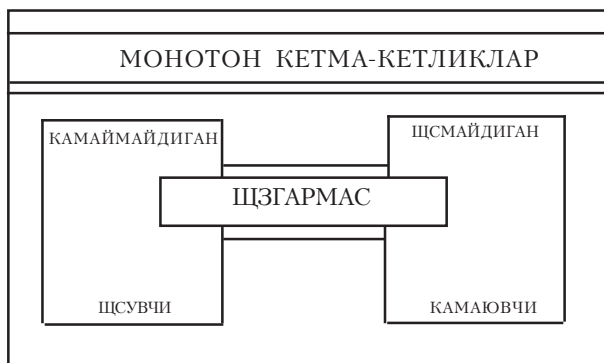 МОНОТОН КЕТМА-КЕТЛИКЛАР
КАМАЙМАЙДИГАН
ЩСМАЙДИГАН
ЩЗГАРМАС
ЩСУВЧИ
КАМАЮВЧИ